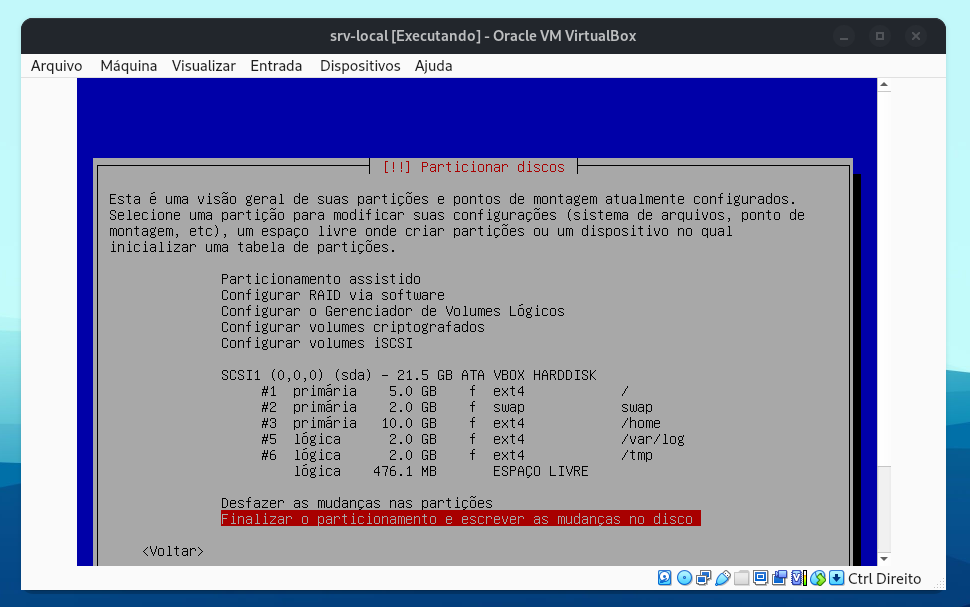 srv-local [Executando] - Oracle VM VirtualBox
Arquivo Máquina Visualizar Entrada Dispositivos Ajuda
[!!] Particionar discos
Esta é uma visão geral de suas partições e pontos de montagem atualmente configurados.
Selecione uma partição para modificar suas configurações (sistema de arquivos, ponto de
montagem, etc), um espaço livre onde criar partições ou um dispositivo no qual
inicializar uma tabela de partições.
Particionamento assistido
Configurar RAID via software
Configurar o Gerenciador de Volumes Lógicos
Configurar volumes criptografados
Configurar volumes iSCSI
SCSI1 (0,0,0) (sda) - 21.5 GB ATA VBOX HARDDISK
#1 primária 5.0 GB f ext4 /
#2 primária 2.0 GB f swap swap
#3 primária 10.0 GB f ext4 /home
#5 lógica 2.0 GB f ext4 /var/log
#6 lógica 2.0 GB f ext4 /tmp
lógica 476.1 MB ESPAÇO LIVRE
Desfazer as mudanças nas partições
Finalizar o particionamento e escrever as mudanças no disco
<Voltar>
Ctrl Direito